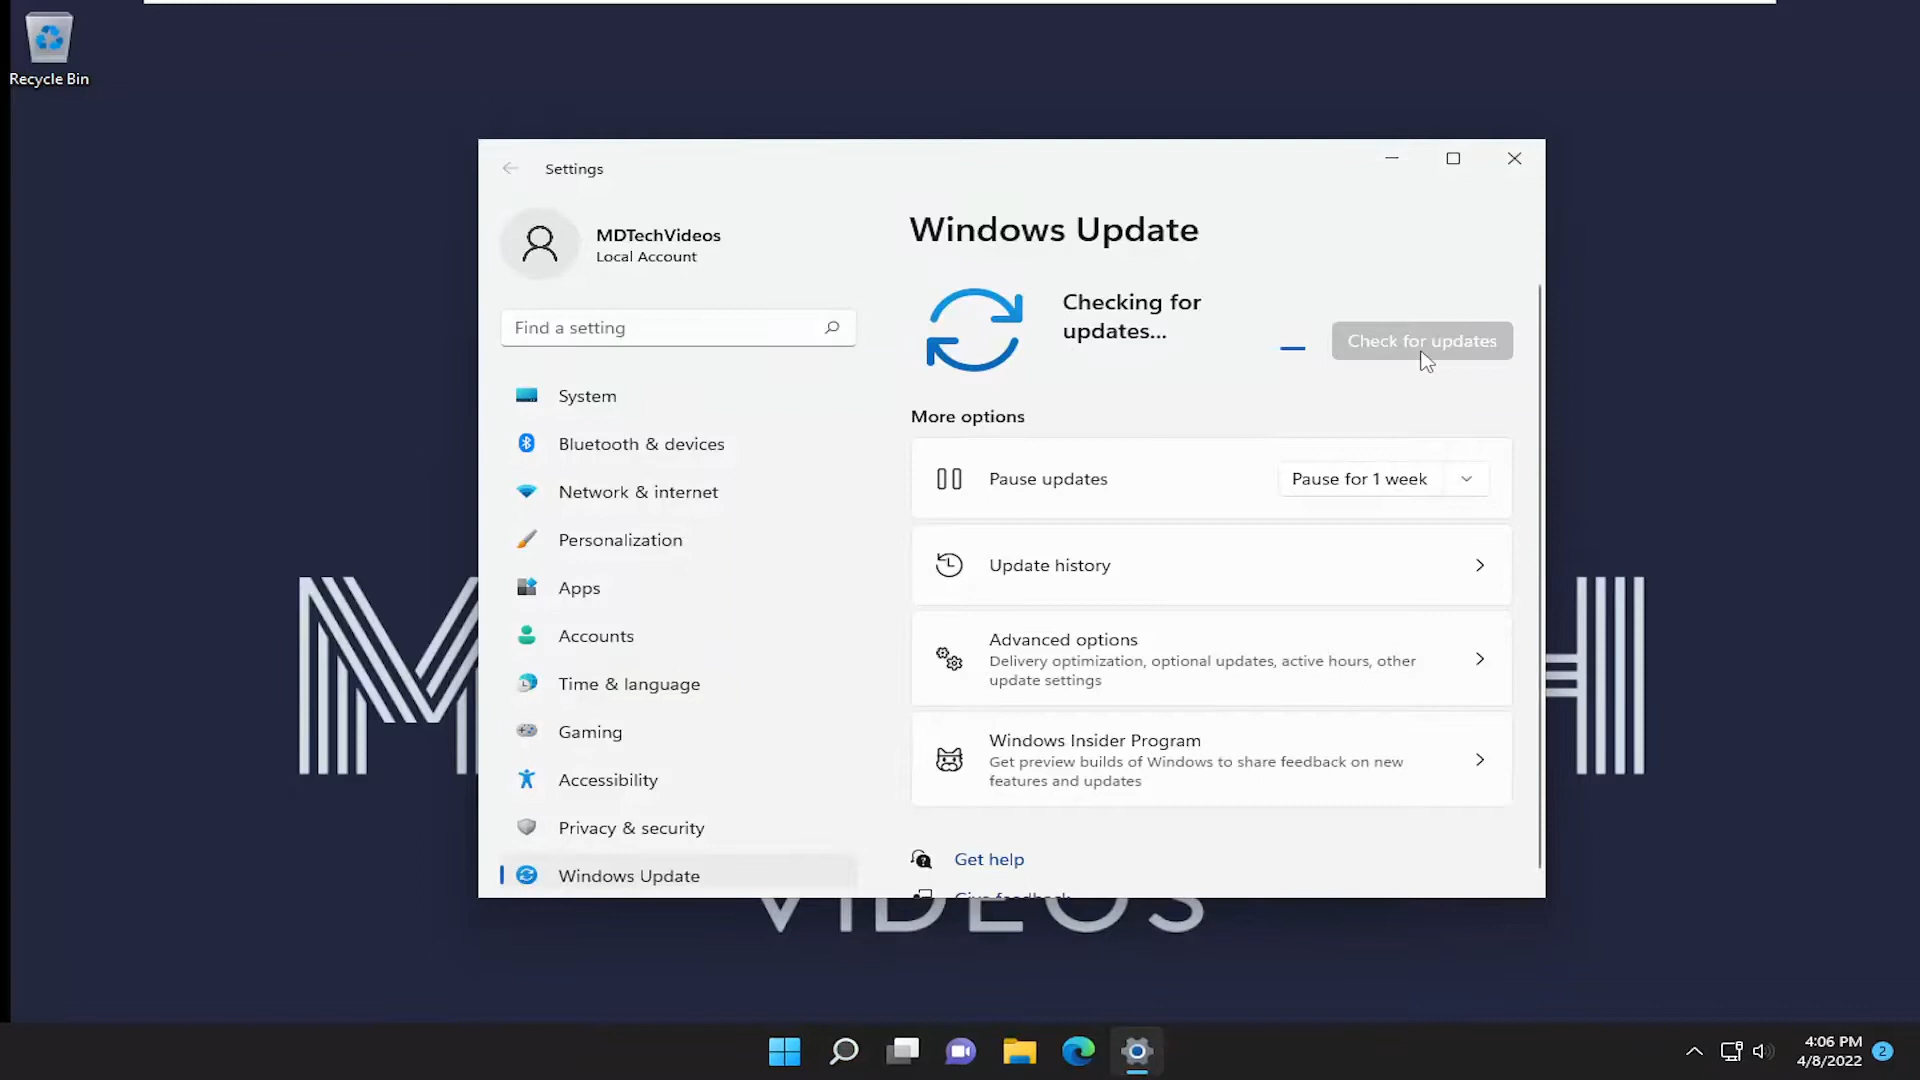 Recycle Bin
Settings
MDTechVideos
Local Account
Find a setting
System
Bluetooth & devices
Network & internet
Personalization
Apps
Accounts
Time & language
Gaming
Accessibility
Privacy & security
Windows Update
Windows Update
Checking for
updates...
Check for updates
More options
Pause updates
Pause for 1 week
Update history
Advanced options
Delivery optimization, optional updates, active hours, other
update settings
Windows Insider Program
Get preview builds of Windows to share feedback on new
features and updates
Get help
Give feedback
M H
VIDEOS
4:06 PM
4/8/2022
2